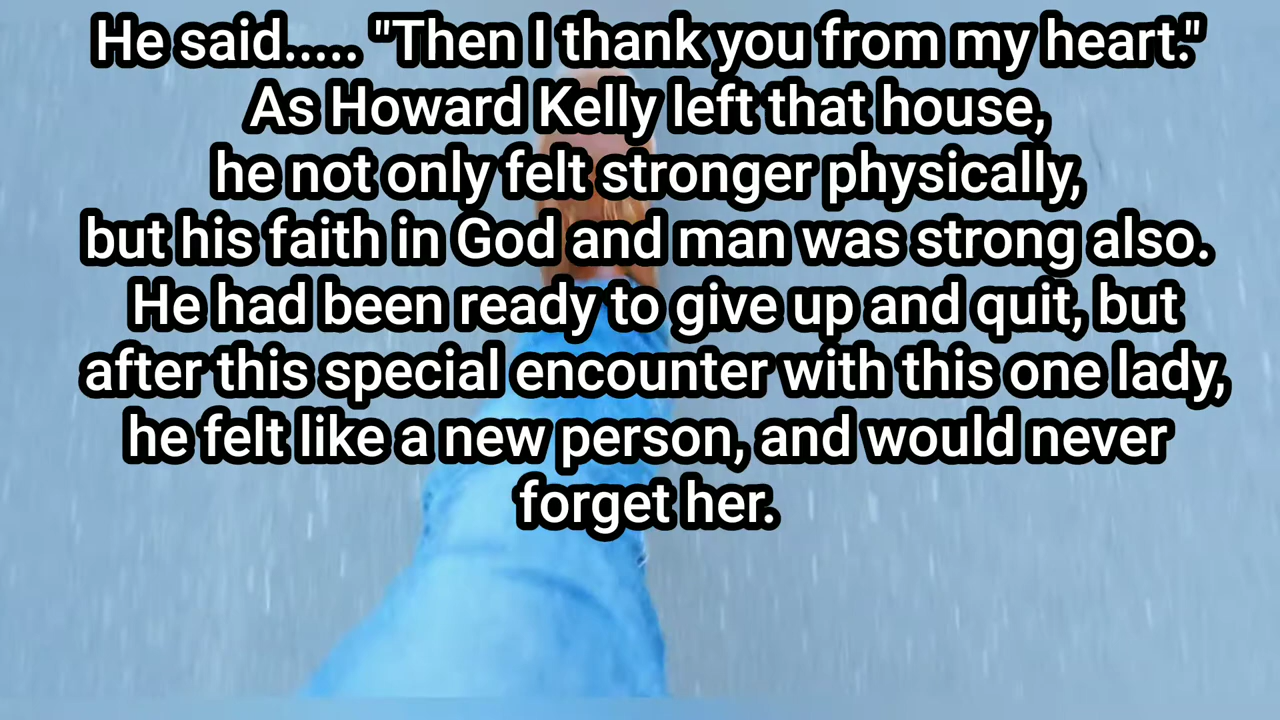 He said..... "Then I thank you from my heart."
As Howard Kelly left that house,
he not only felt stronger physically,
but his faith in God and man was strong also.
He had been ready to give up and quit, but
after this special encounter with this one lady,
he felt like a new person, and would never
forget her.